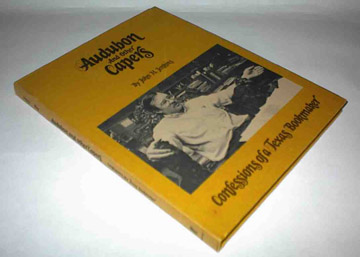 Audubon
And Other
Capers
By John H. Jenkins
Confessions of a Texas Bookmaker